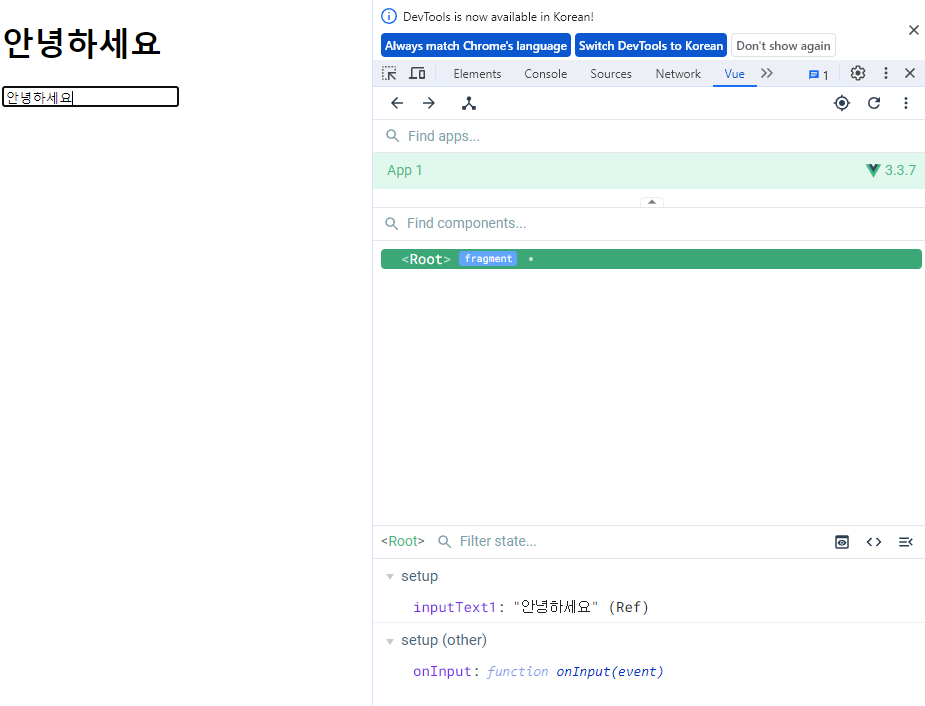 안녕하세요
안녕하세요
DevTools is now available in Korean!
Always match Chrome's language Switch DevTools to Korean Don't show again
Elements Console Sources Network Vue 1
Find apps...
App 1 3.3.7
Find components...
<Root> fragment
<Root> Filter state...
setup
inputText1: "안녕하세요" (Ref)
setup (other)
onInput: function onInput(event)